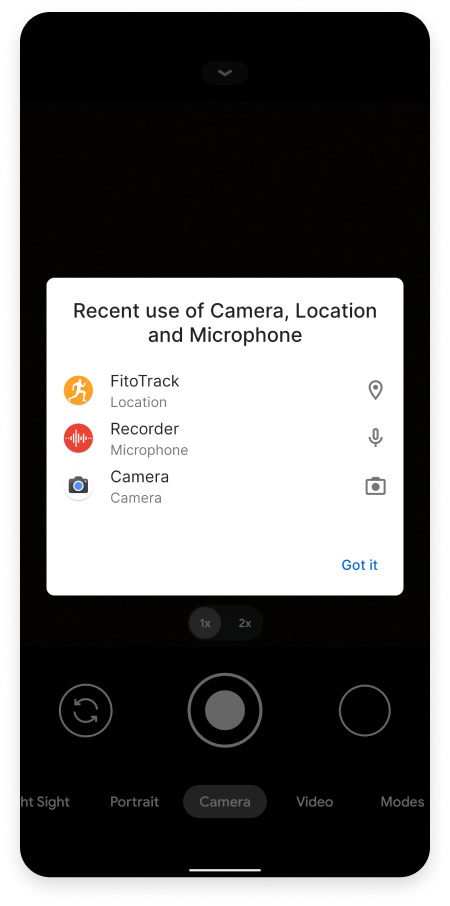 Recent use of Camera, Location
and Microphone
FitoTrack
Location
Recorder
Microphone
Camera
Camera
Got it
1x 2x
ht Sight Portrait Camera Video Modes